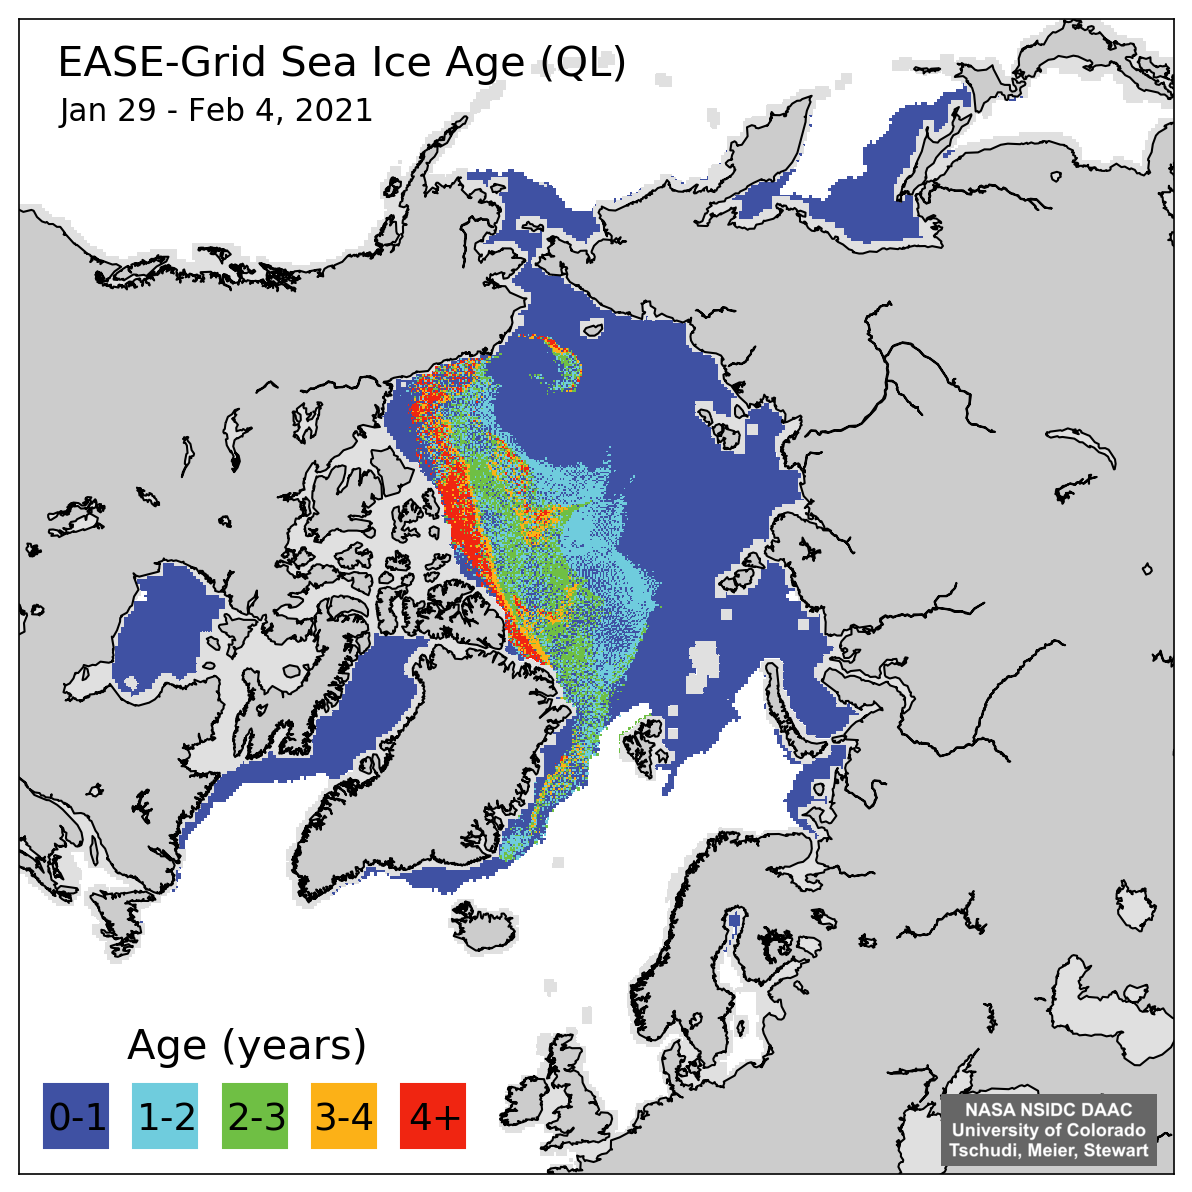 EASE-Grid Sea Ice Age (QL)
Jan 29 - Feb 4, 2021
Age (years)
0-1 1-2 2-3 3-4 4+
NASA NSIDC DAAC
University of Colorado
Tschudi, Meier, Stewart